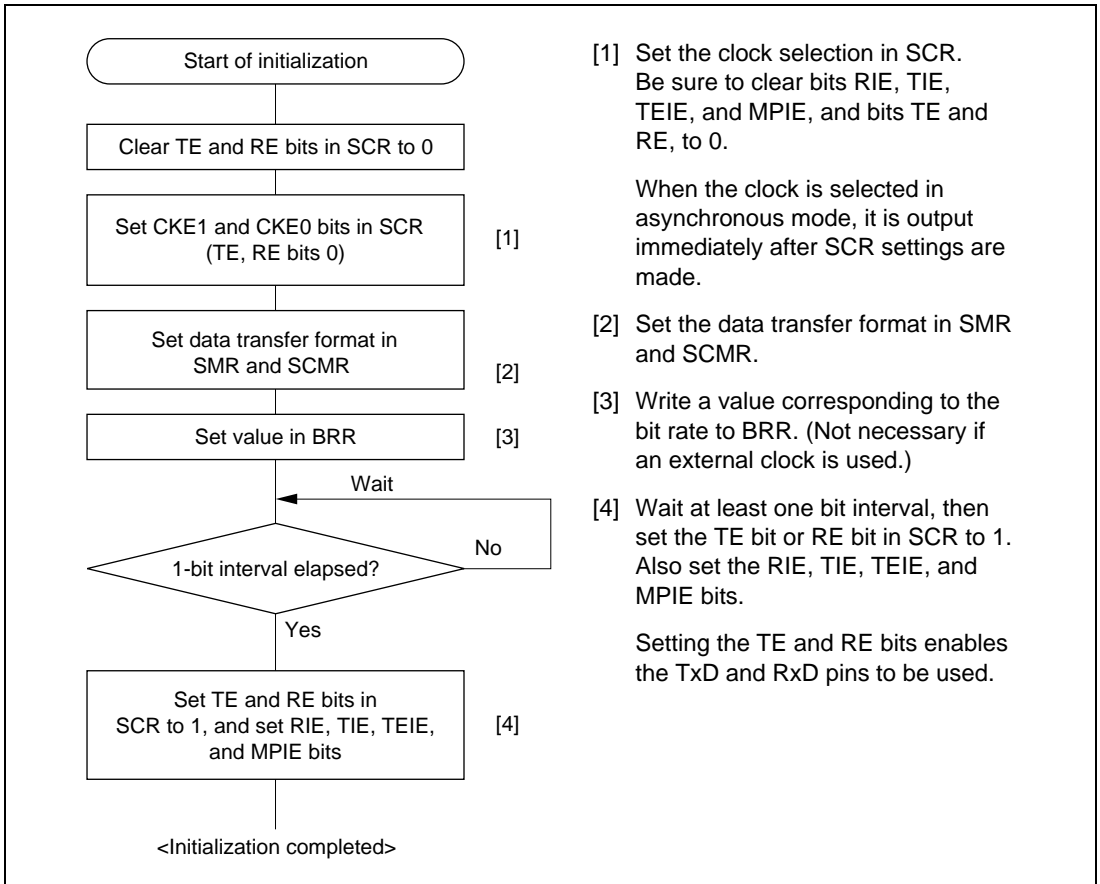 Start of initialization
Clear TE and RE bits in SCR to 0
Set CKE1 and CKE0 bits in SCR
(TE, RE bits 0)
[1]
Set data transfer format in
SMR and SCMR
[2]
Set value in BRR
[3]
Wait
1-bit interval elapsed?
No
Yes
Set TE and RE bits in
SCR to 1, and set RIE, TIE, TEIE,
and MPIE bits
[4]
<Initialization completed>
[1] Set the clock selection in SCR.
Be sure to clear bits RIE, TIE,
TEIE, and MPIE, and bits TE and
RE, to 0.
When the clock is selected in
asynchronous mode, it is output
immediately after SCR settings are
made.
[2] Set the data transfer format in SMR
and SCMR.
[3] Write a value corresponding to the
bit rate to BRR. (Not necessary if
an external clock is used.)
[4] Wait at least one bit interval, then
set the TE bit or RE bit in SCR to 1.
Also set the RIE, TIE, TEIE, and
MPIE bits.
Setting the TE and RE bits enables
the TxD and RxD pins to be used.